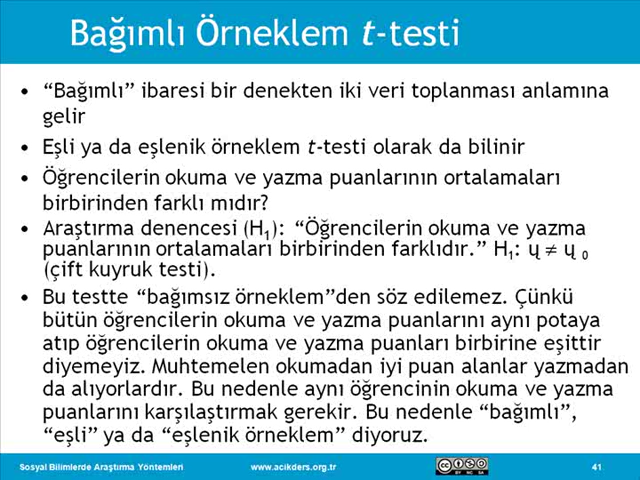 Bağımlı Örneklem t-testi
• “Bağımlı” ibaresi bir denekten iki veri toplanması anlamına
gelir
• Eşli ya da eşlenik örneklem t-testi olarak da bilinir
• Öğrencilerin okuma ve yazma puanlarının ortalamaları
birbirinden farklı mıdır?
• Araştırma denencesi (H1): “Öğrencilerin okuma ve yazma
puanlarının ortalamaları birbirinden farklıdır.” H1: ɥ ≠ ɥ 0
(çift kuyruk testi).
• Bu testte “bağımsız örneklem”den söz edilemez. Çünkü
bütün öğrencilerin okuma ve yazma puanlarını aynı potaya
atıp öğrencilerin okuma ve yazma puanları birbirine eşittir
diyemeyiz. Muhtemelen okumadan iyi puan alanlar yazmadan
da alıyorlardır. Bu nedenle aynı öğrencinin okuma ve yazma
puanlarını karşılaştırmak gerekir. Bu nedenle “bağımlı”,
“eşli” ya da “eşlenik örneklem” diyoruz.
Sosyal Bilimlerde Araştırma Yöntemleri www.acikders.org.tr cc BY NC SA 41